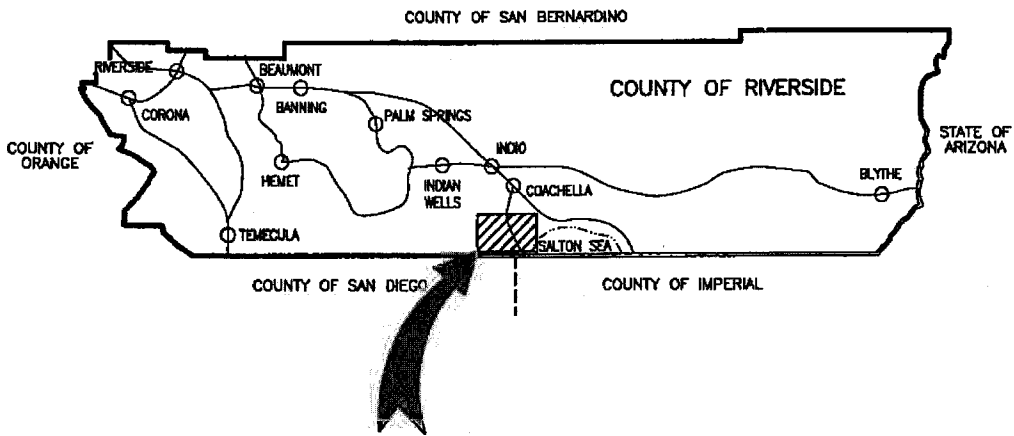 COUNTY OF SAN BERNARDINO
RIVERSIDE
BEAUMONT
COUNTY OF RIVERSIDE
BANNING
CORONA
PALM SPRINGS
STATE OF
ARIZONA
COUNTY OF
ORANGE
INDIO
HEMET
INDIAN
WELLS
COACHELLA
BLYTHE
TEMECULA
SALTON SEA
COUNTY OF SAN DIEGO
COUNTY OF IMPERIAL